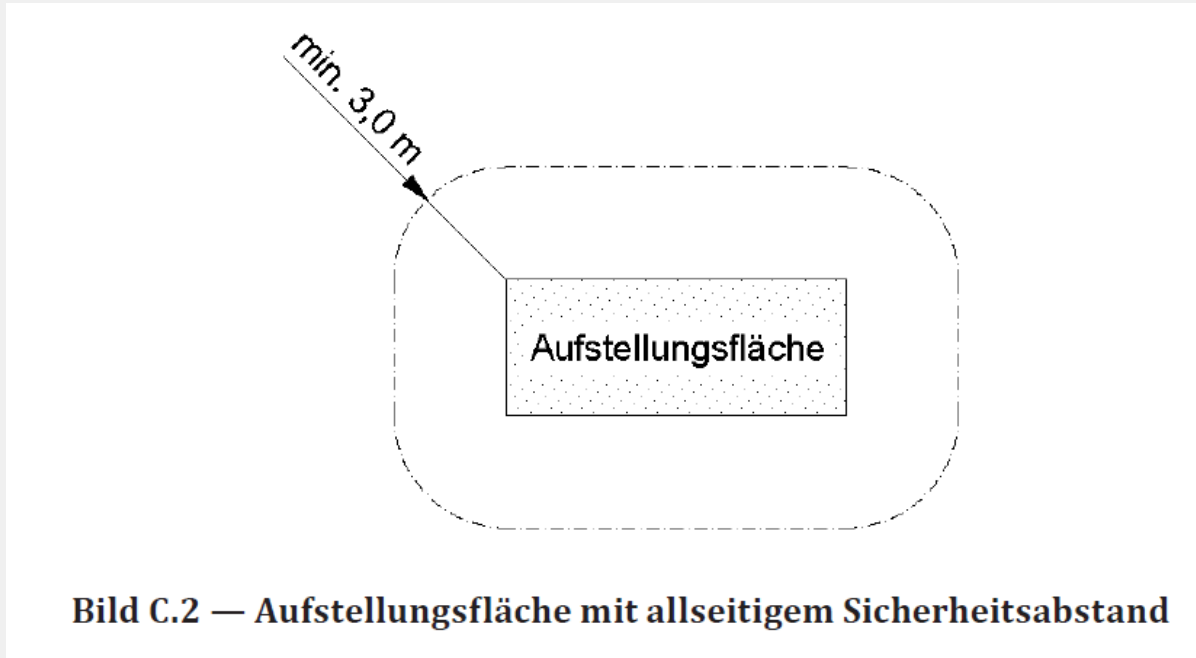 min. 3,0 m
Aufstellungsfläche
Bild C.2 — Aufstellungsfläche mit allseitigem Sicherheitsabstand